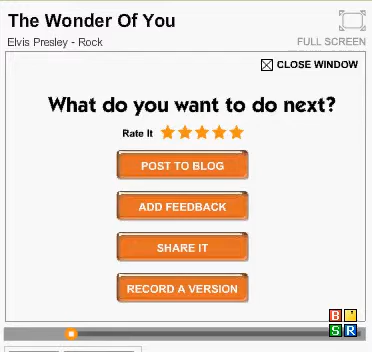 The Wonder Of You
Elvis Presley - Rock
FULL SCREEN
CLOSE WINDOW
What do you want to do next?
Rate It
POST TO BLOG
ADD FEEDBACK
SHARE IT
RECORD A VERSION
B '
S R